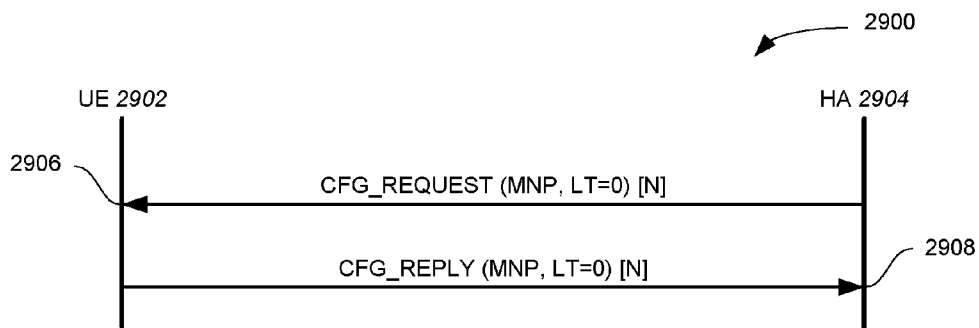 2900
UE 2902
HA 2904
2906
CFG_REQUEST (MNP, LT=0) [N]
CFG_REPLY (MNP, LT=0) [N]
2908